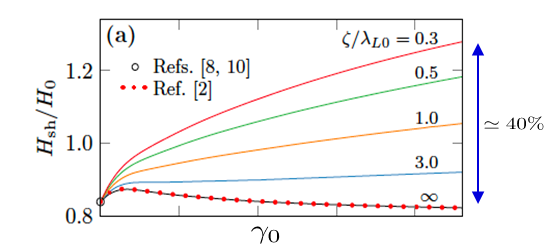 (a)
ζ/λ_L0 = 0.3
Refs. [8, 10]
Ref. [2]
0.5
1.0
3.0
∞
H_sh/H_0
1.2
1.0
0.8
γ_0
≃ 40%